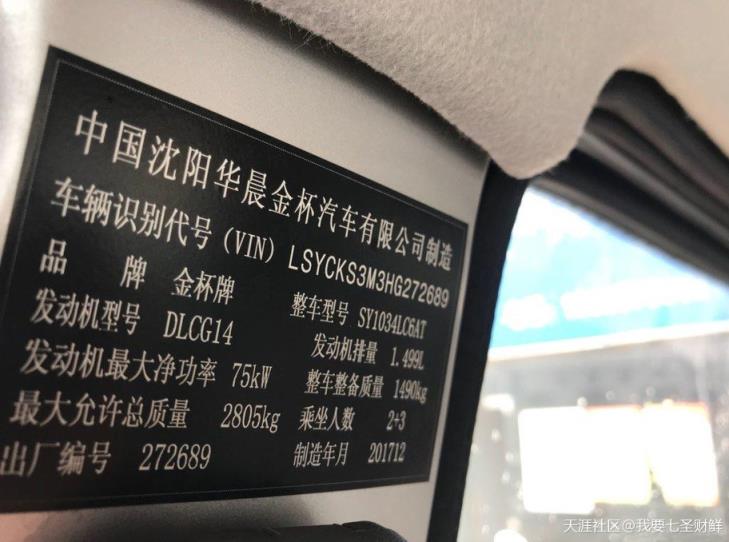 中国沈阳华晨金杯汽车有限公司制造
车辆识别代号（VIN）LSYCKS3M3HG272689
品 牌 金杯牌 整车型号 SY1034LC6AT
发动机型号 DLCG14 发动机排量 1.499L
发动机最大净功率 75kW 整车整备质量 1490kg
最大允许总质量 2805kg 乘坐人数 2+3
出厂编号 272689 制造年月 201712
天涯社区@我要七圣财鲜